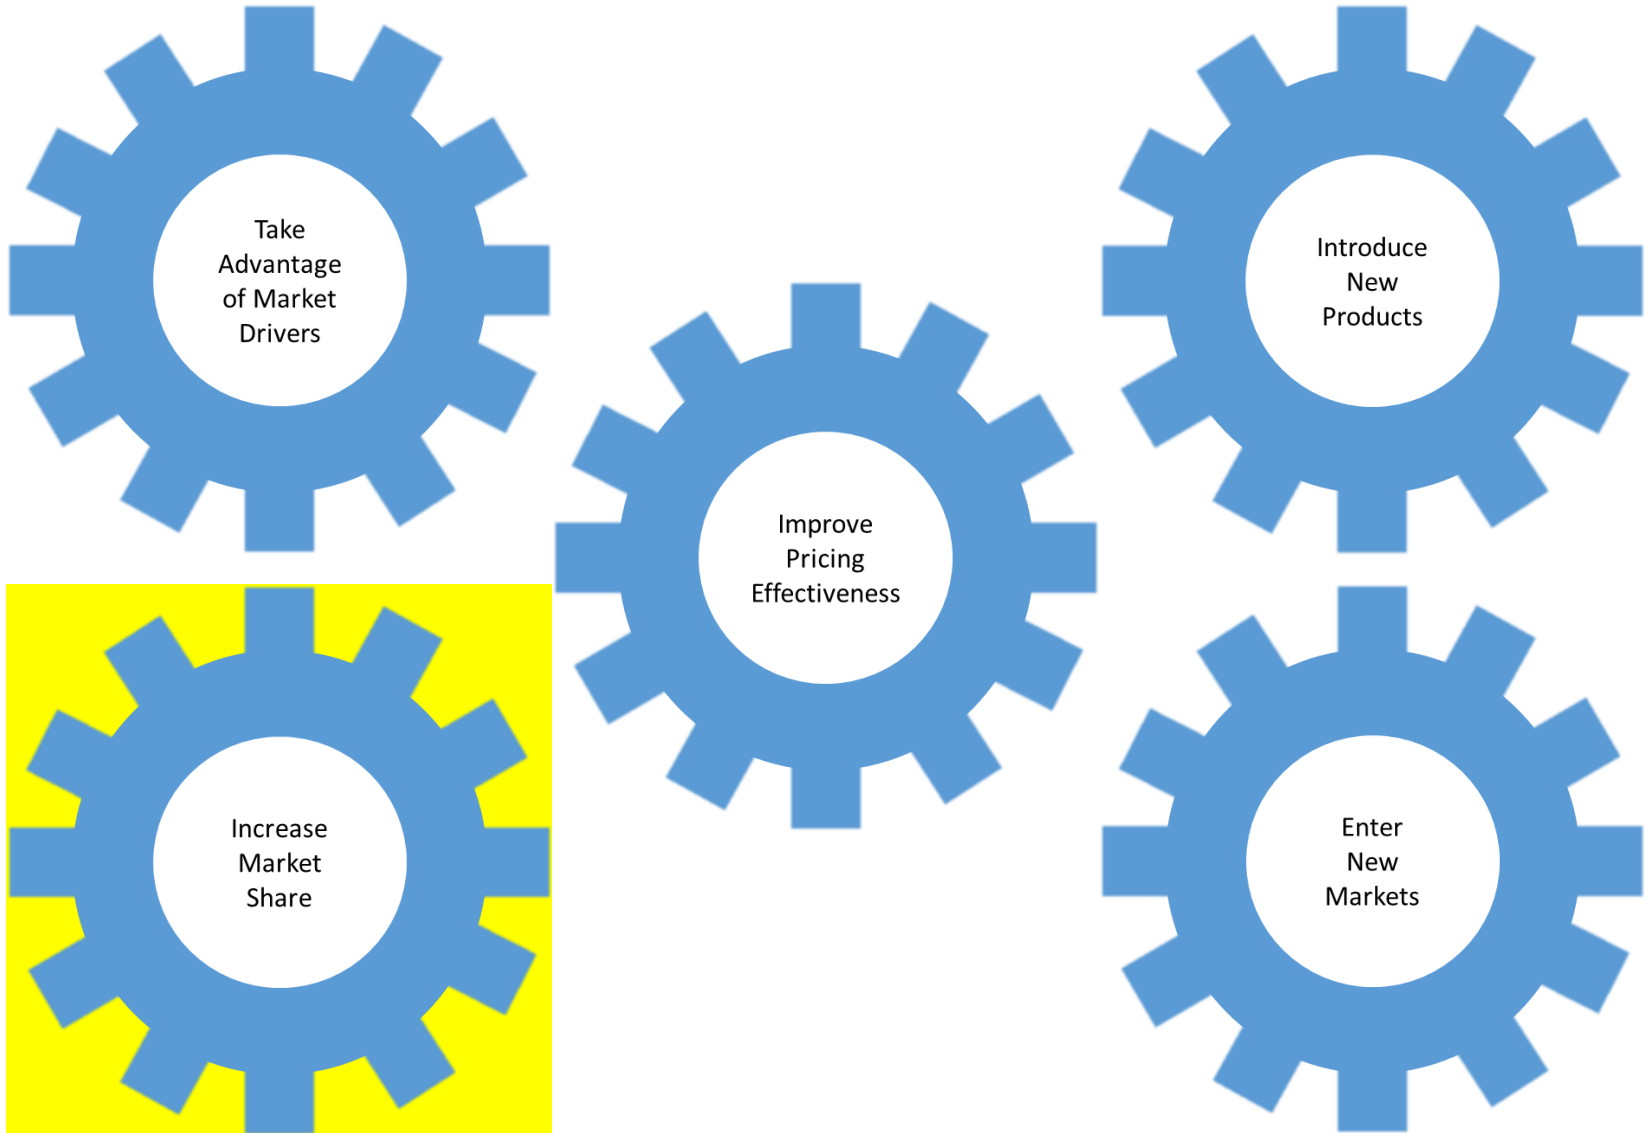 Take
Advantage
of Market
Drivers
Introduce
New
Products
Improve
Pricing
Effectiveness
Increase
Market
Share
Enter
New
Markets